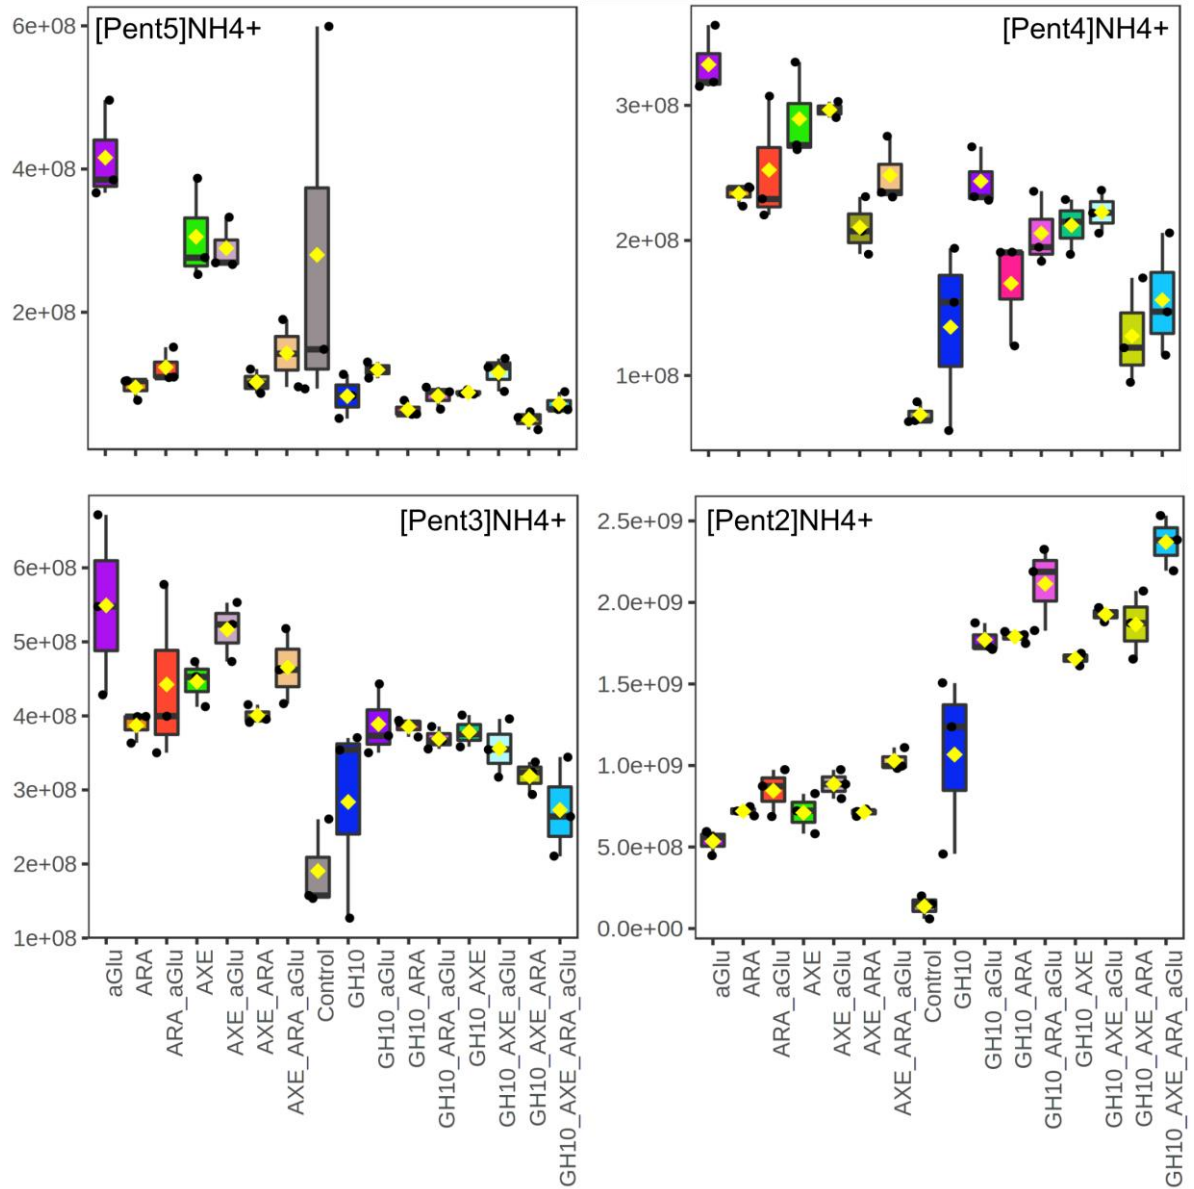 [Pent5]NH4+
6e+08
4e+08
2e+08
[Pent4]NH4+
3e+08
2e+08
1e+08
[Pent3]NH4+
6e+08
5e+08
4e+08
3e+08
2e+08
1e+08
aGlu
ARA
ARA_aGlu
AXE
AXE_aGlu
AXE_ARA
AXE_ARA_aGlu
Control
GH10
GH10_aGlu
GH10_ARA
GH10_ARA_aGlu
GH10_AXE
GH10_AXE_aGlu
GH10_AXE_ARA
GH10_AXE_ARA_aGlu
[Pent2]NH4+
2.5e+09
2.0e+09
1.5e+09
1.0e+09
5.0e+08
0.0e+00
aGlu
ARA
ARA_aGlu
AXE
AXE_aGlu
AXE_ARA
AXE_ARA_aGlu
Control
GH10
GH10_aGlu
GH10_ARA
GH10_ARA_aGlu
GH10_AXE
GH10_AXE_aGlu
GH10_AXE_ARA
GH10_AXE_ARA_aGlu